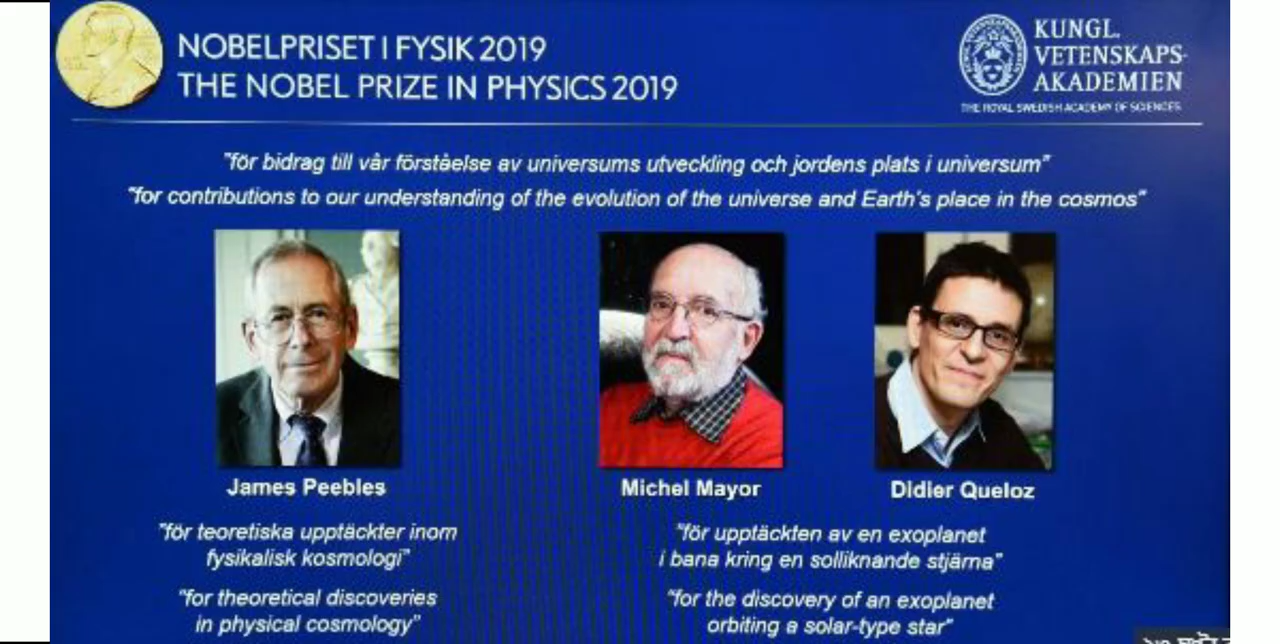 NOBELPRISET I FYSIK 2019
THE NOBEL PRIZE IN PHYSICS 2019
KUNGL.
VETENSKAPS-
AKADEMIEN
THE ROYAL SWEDISH ACADEMY OF SCIENCES
"för bidrag till vår förståelse av universums utveckling och jordens plats i universum"
"for contributions to our understanding of the evolution of the universe and Earth's place in the cosmos"
James Peebles
Michel Mayor
Didier Queloz
"för teoretiska upptäckter inom
fysikalisk kosmologi"
"for theoretical discoveries
in physical cosmology"
"för upptäckten av en exoplanet
i bana kring en solliknande stjärna"
"for the discovery of an exoplanet
orbiting a solar-type star"